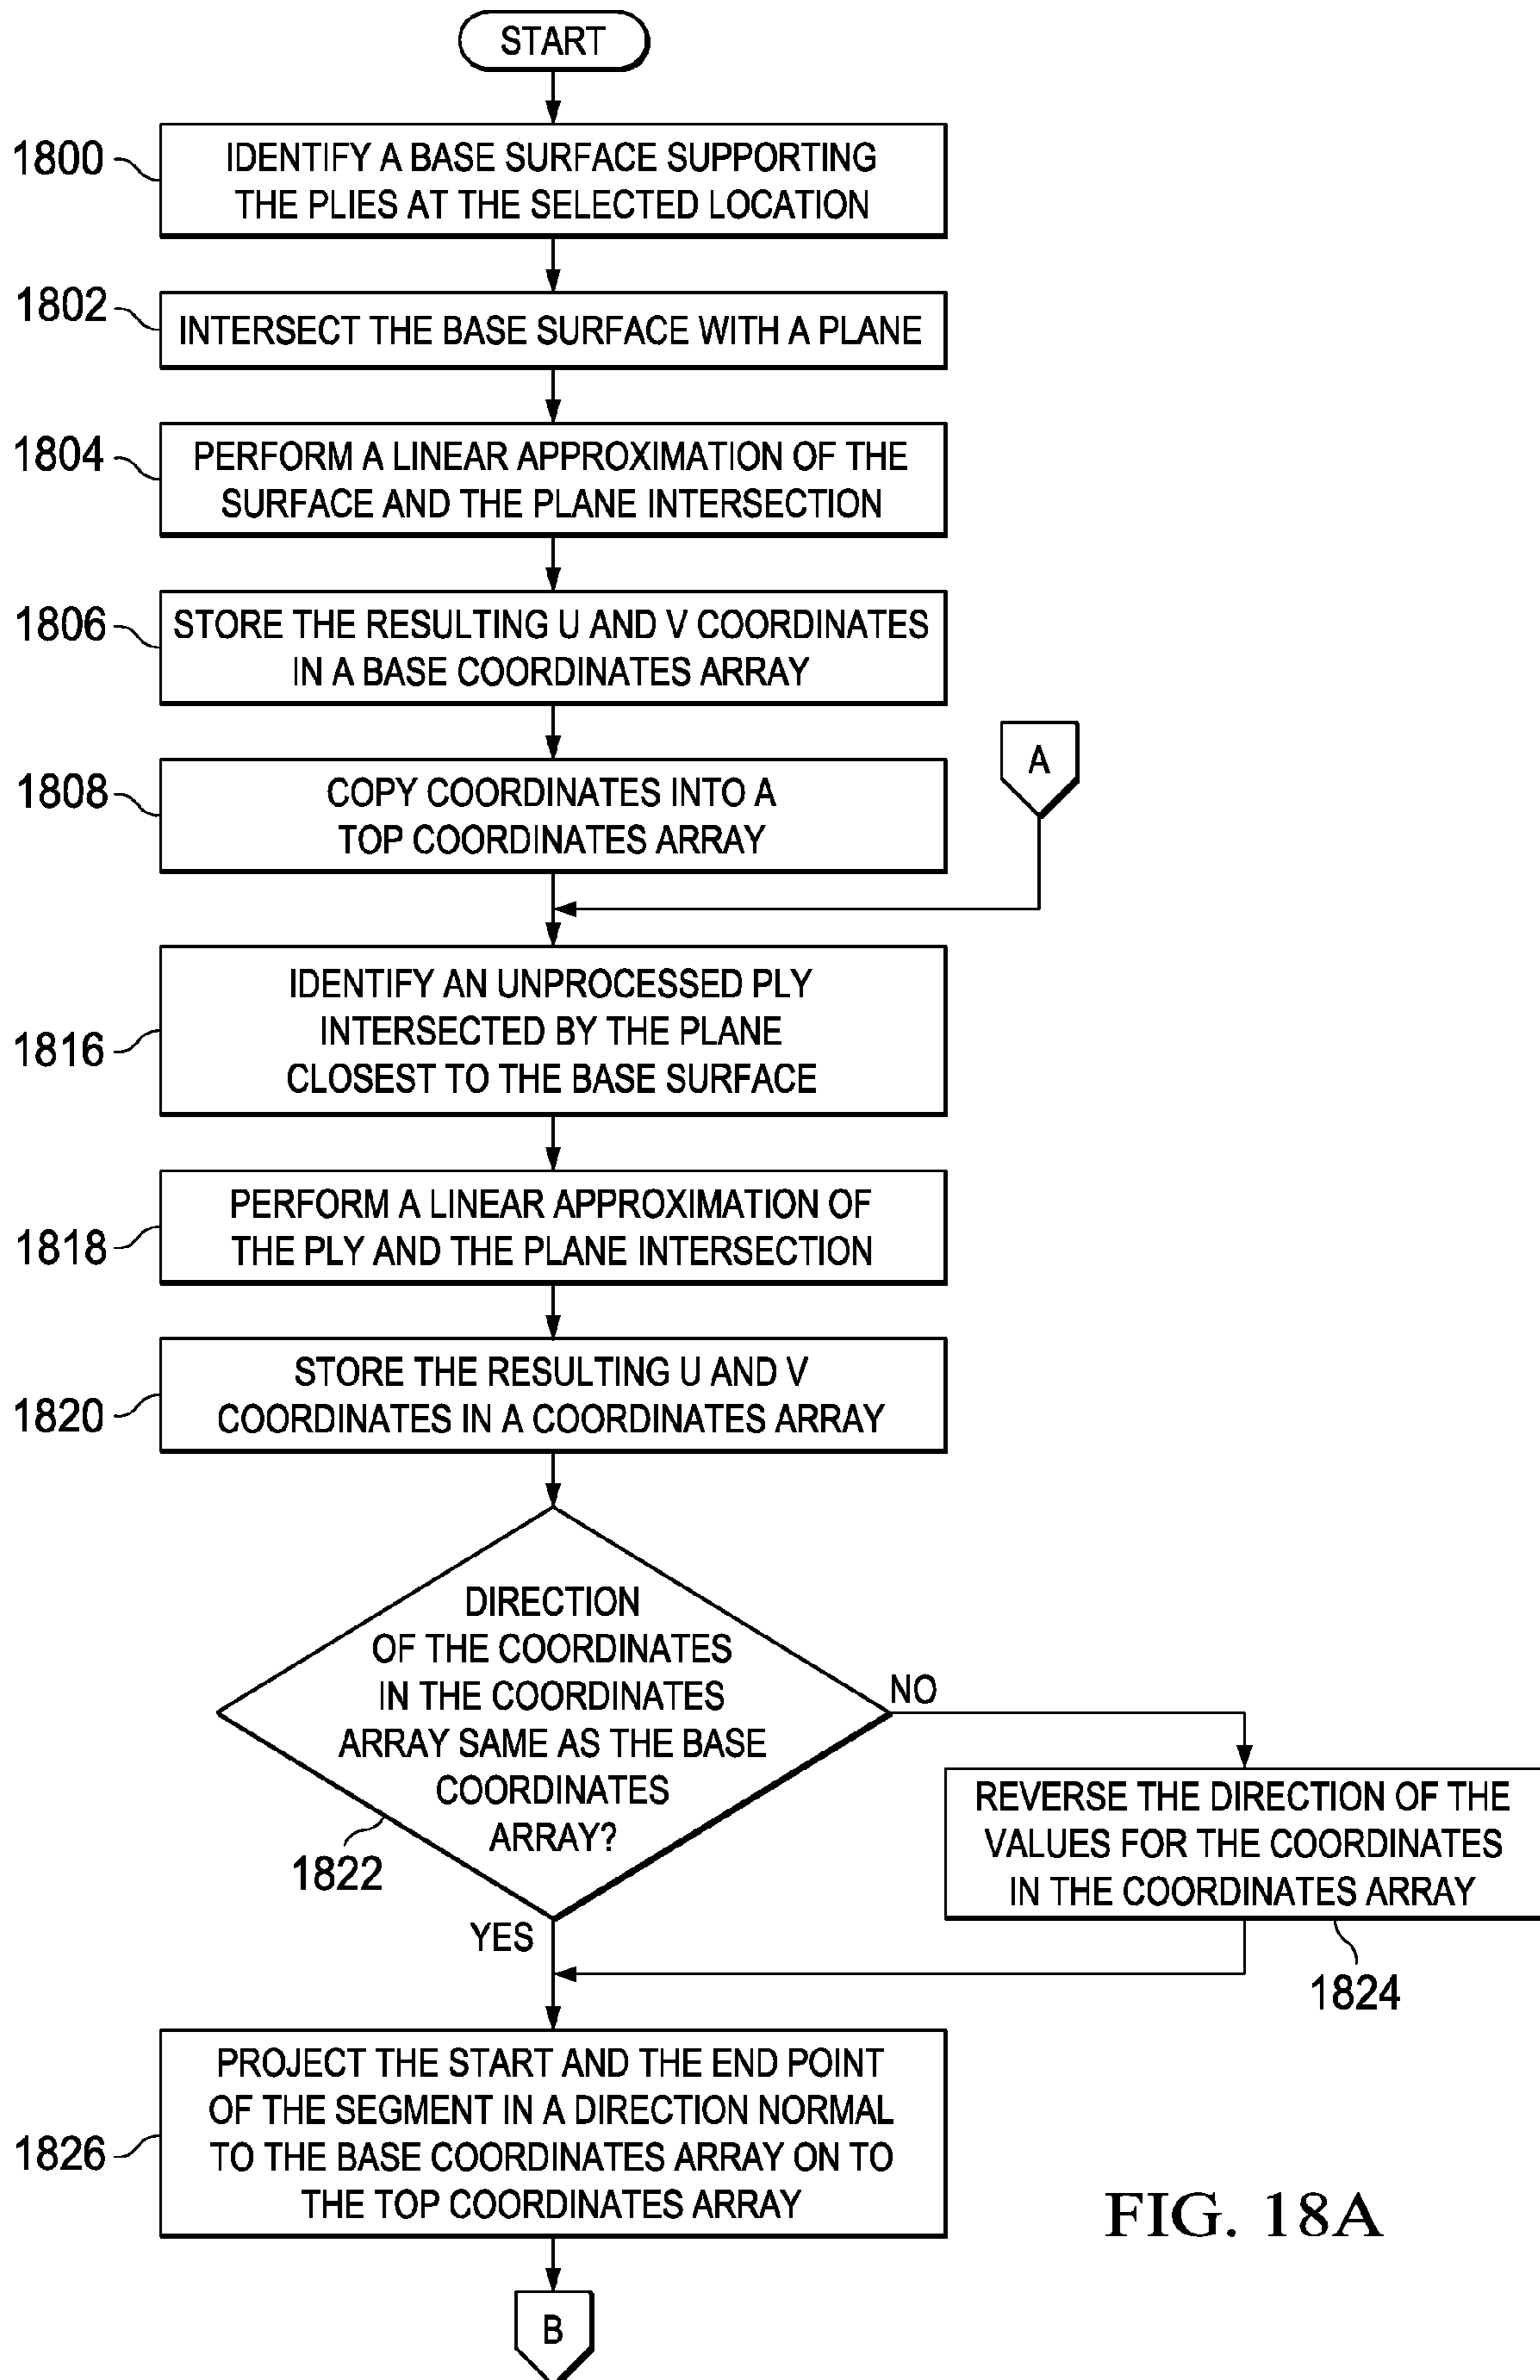 START
1800
IDENTIFY A BASE SURFACE SUPPORTING
THE PLIES AT THE SELECTED LOCATION
1802
INTERSECT THE BASE SURFACE WITH A PLANE
1804
PERFORM A LINEAR APPROXIMATION OF THE
SURFACE AND THE PLANE INTERSECTION
1806
STORE THE RESULTING U AND V COORDINATES
IN A BASE COORDINATES ARRAY
1808
COPY COORDINATES INTO A
TOP COORDINATES ARRAY
A
1816
IDENTIFY AN UNPROCESSED PLY
INTERSECTED BY THE PLANE
CLOSEST TO THE BASE SURFACE
1818
PERFORM A LINEAR APPROXIMATION OF
THE PLY AND THE PLANE INTERSECTION
1820
STORE THE RESULTING U AND V
COORDINATES IN A COORDINATES ARRAY
DIRECTION
OF THE COORDINATES
IN THE COORDINATES
ARRAY SAME AS THE BASE
COORDINATES
ARRAY?
1822
NO
YES
REVERSE THE DIRECTION OF THE
VALUES FOR THE COORDINATES
IN THE COORDINATES ARRAY
1824
1826
PROJECT THE START AND THE END POINT
OF THE SEGMENT IN A DIRECTION NORMAL
TO THE BASE COORDINATES ARRAY ON TO
THE TOP COORDINATES ARRAY
B
FIG. 18A